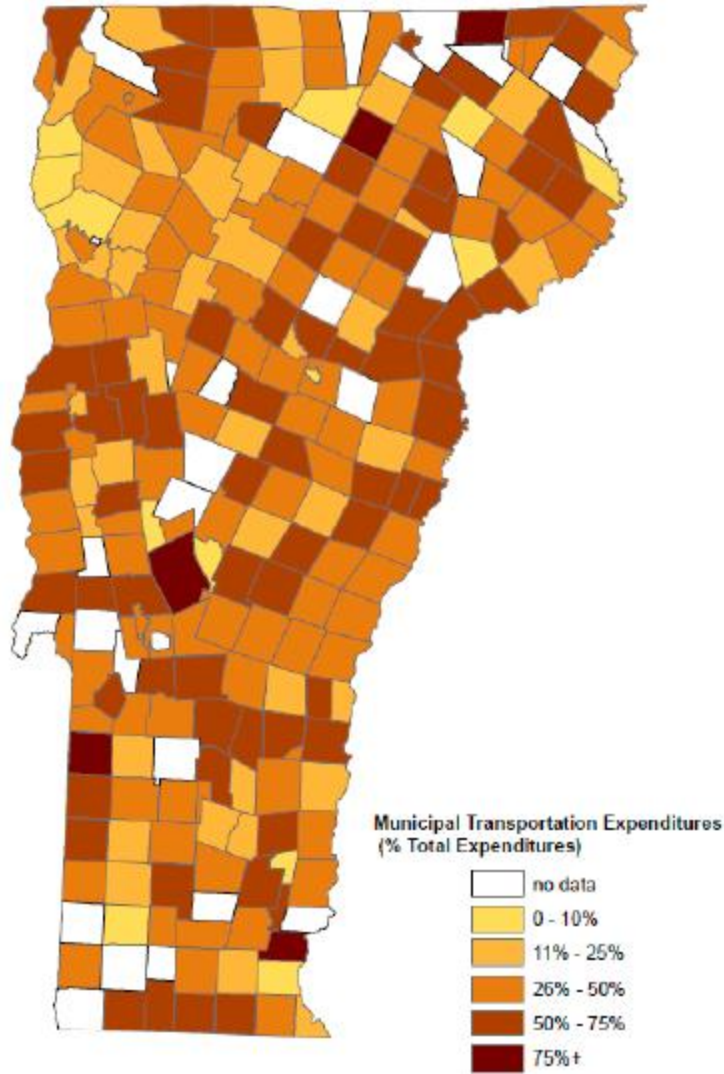 Municipal Transportation Expenditures
(% Total Expenditures)
no data
0 - 10%
11% - 25%
26% - 50%
50% - 75%
75%+